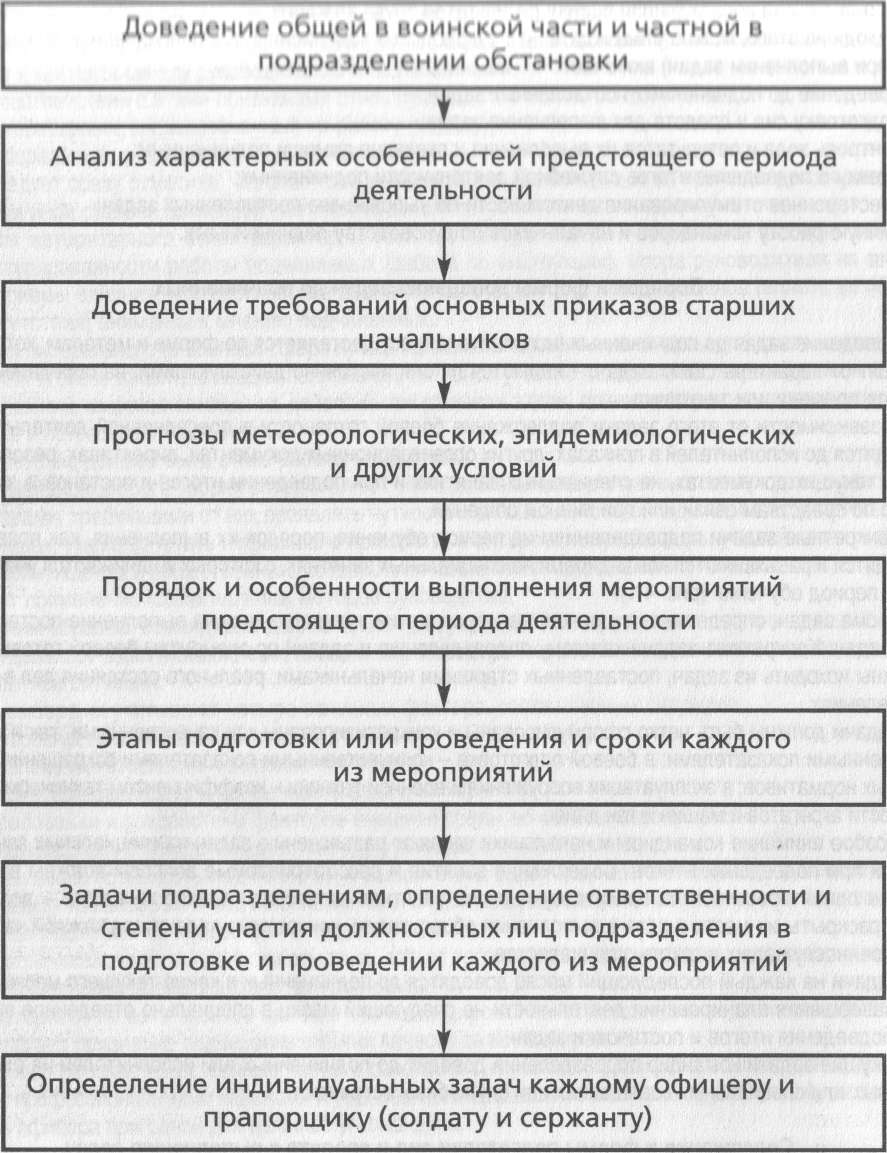 Доведение общей в воинской части и частной в
подразделении обстановки
Анализ характерных особенностей предстоящего периода
деятельности
Доведение требований основных приказов старших
начальников
Прогнозы метеорологических, эпидемиологических
и других условий
Порядок и особенности выполнения мероприятий
предстоящего периода деятельности
Этапы подготовки или проведения и сроки каждого
из мероприятий
Задачи подразделениям, определение ответственности и
степени участия должностных лиц подразделения в
подготовке и проведении каждого из мероприятий
Определение индивидуальных задач каждому офицеру и
прапорщику (солдату и сержанту)